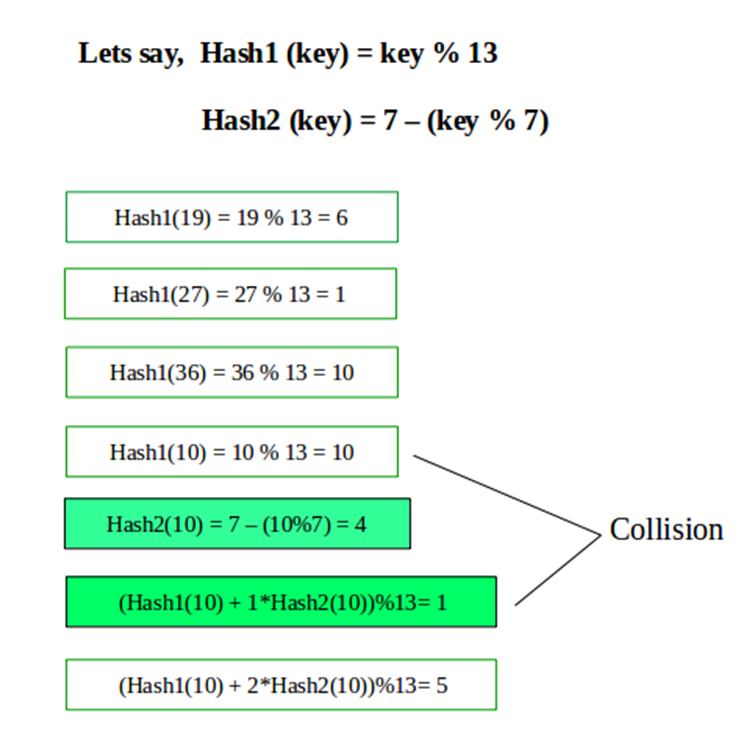 Lets say, Hash1 (key) = key % 13
Hash2 (key) = 7 – (key % 7)
Hash1(19) = 19 % 13 = 6
Hash1(27) = 27 % 13 = 1
Hash1(36) = 36 % 13 = 10
Hash1(10) = 10 % 13 = 10
Hash2(10) = 7 – (10%7) = 4
Collision
(Hash1(10) + 1*Hash2(10))%13= 1
(Hash1(10) + 2*Hash2(10))%13= 5